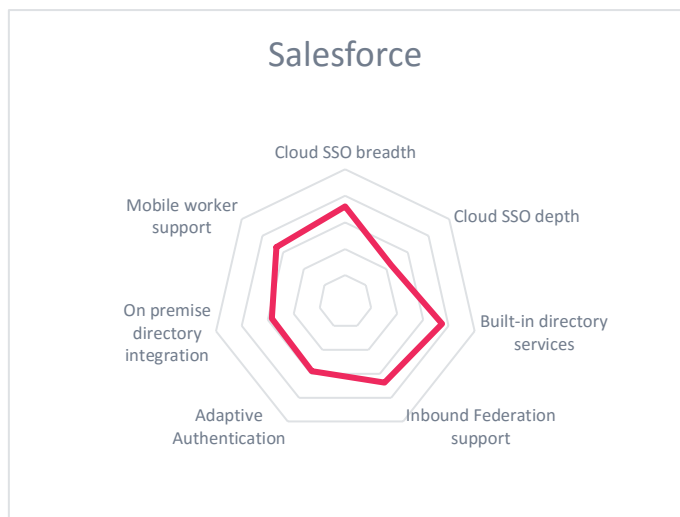 Salesforce
Cloud SSO breadth
Cloud SSO depth
Built-in directory
services
Inbound Federation
support
Adaptive
Authentication
On premise
directory
integration
Mobile worker
support